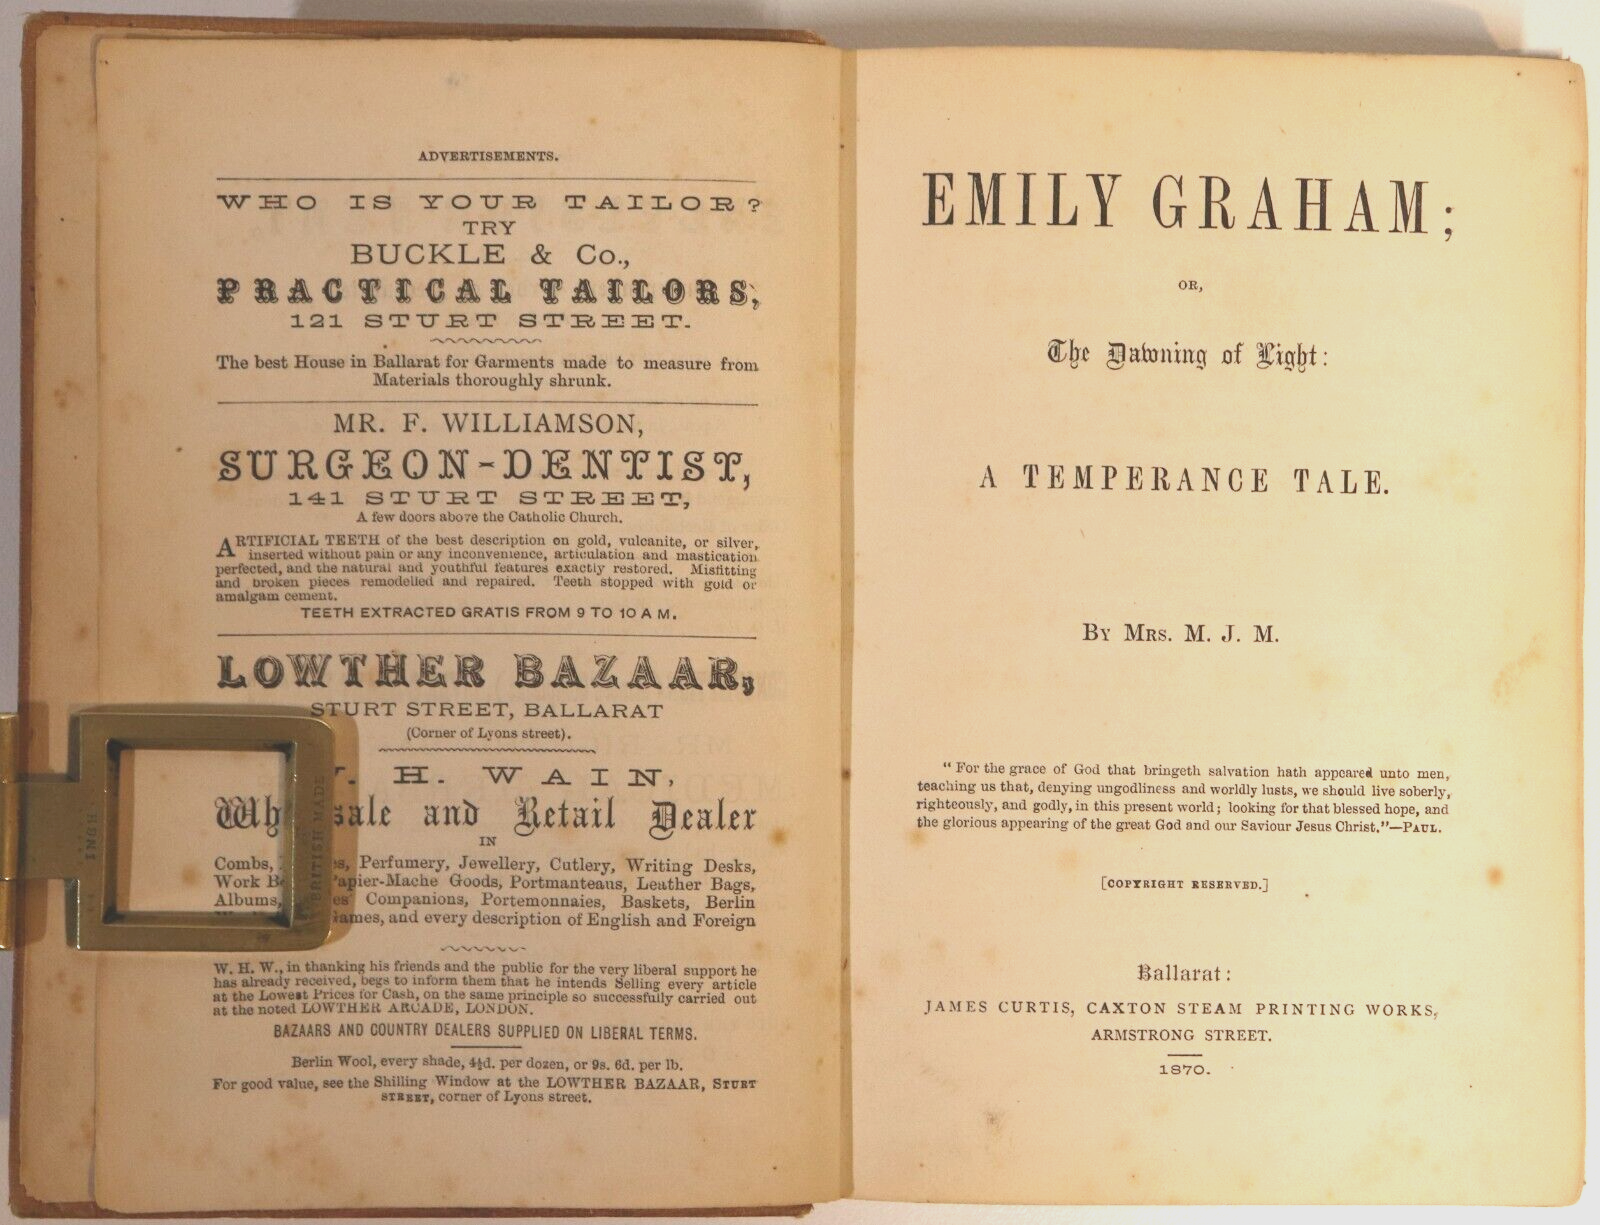 ADVERTISEMENTS.
WHO IS YOUR TAILOR?
TRY
BUCKLE & Co.,
PRACTICAL TAILORS,
121 STURT STREET.
The best House in Ballarat for Garments made to measure from
Materials thoroughly shrunk.
MR. F. WILLIAMSON,
SURGEON-DENTIST,
141 STURT STREET,
A few doors above the Catholic Church.
ARTIFICIAL TEETH of the best description on gold, vulcanite, or silver,
inserted without pain or any inconvenience, articulation and mastication
perfected, and the natural and youthful features exactly restored. Misfitting
and broken pieces remodelled and repaired. Teeth stopped with gold or
amalgam cement.
TEETH EXTRACTED GRATIS FROM 9 TO 10 A M.
LOWTHER BAZAAR,
STURT STREET, BALLARAT
(Corner of Lyons street).
H. WAIN,
and Retail Dealer
IN
Combs, Perfumery, Jewellery, Cutlery, Writing Desks,
Work Papier-Mache Goods, Portmanteaus, Leather Bags,
Albums, Companions, Portemonnaies, Baskets, Berlin
Games, and every description of English and Foreign
W. H. W., in thanking his friends and the public for the very liberal support he
has already received, begs to inform them that he intends Selling every article
at the Lowest Prices for Cash, on the same principle so successfully carried out
at the noted LOWTHER ARCADE, LONDON.
BAZAARS AND COUNTRY DEALERS SUPPLIED ON LIBERAL TERMS.
Berlin Wool, every shade, 4½d. per dozen, or 9s. 6d. per lb.
For good value, see the Shilling Window at the LOWTHER BAZAAR, STURT
STREET, corner of Lyons street.
BRITISH MADE
EMILY GRAHAM;
OR,
The Dawning of Light:
A TEMPERANCE TALE.
BY MRS. M. J. M.
"For the grace of God that bringeth salvation hath appeared unto men,
teaching us that, denying ungodliness and worldly lusts, we should live soberly,
righteously, and godly, in this present world; looking for that blessed hope, and
the glorious appearing of the great God and our Saviour Jesus Christ."—PAUL.
[COPYRIGHT RESERVED.]
Ballarat:
JAMES CURTIS, CAXTON STEAM PRINTING WORKS,
ARMSTRONG STREET.
1870.